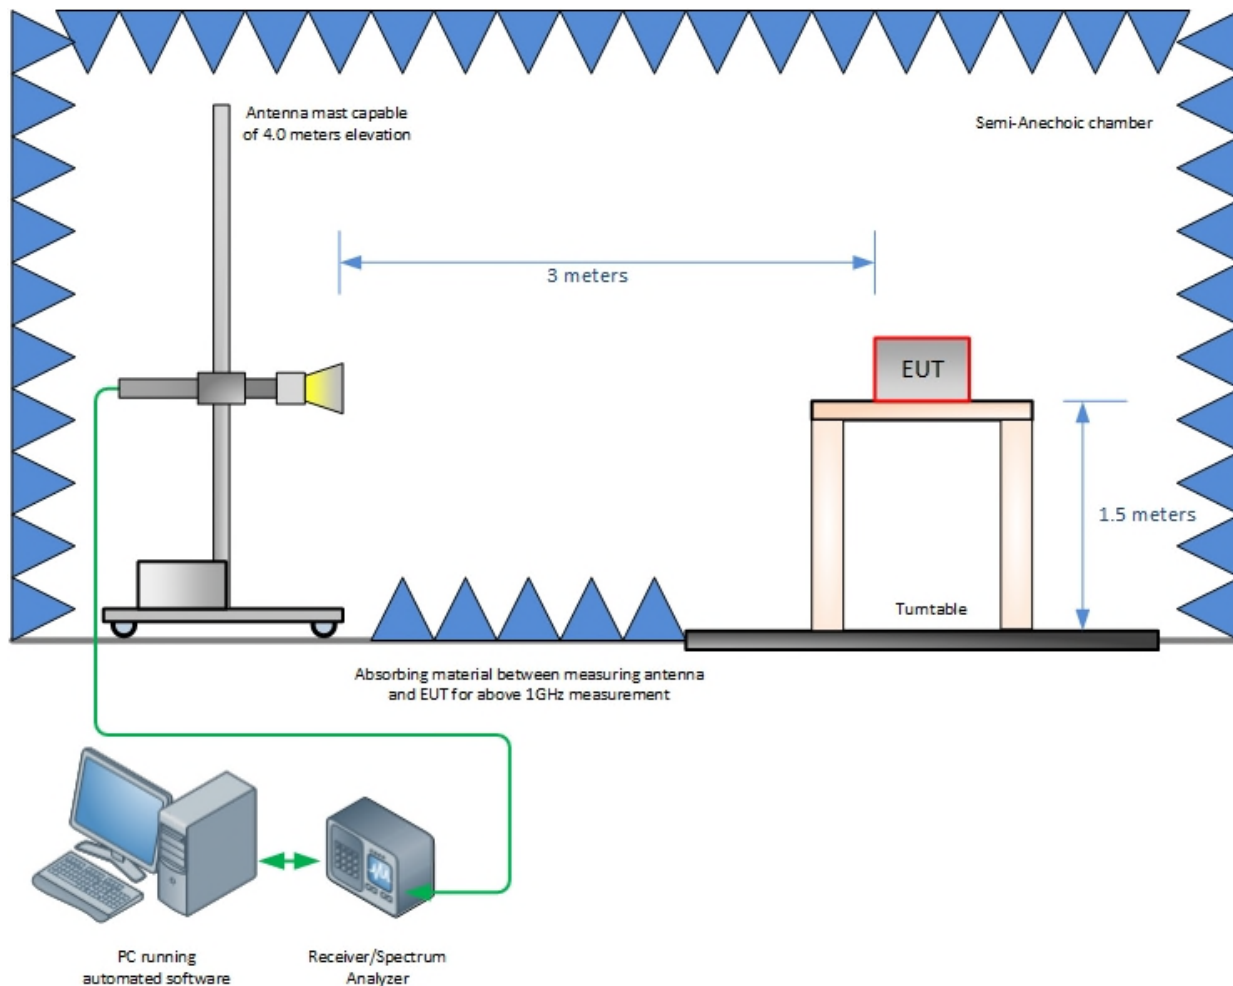 Antenna mast capable
of 4.0 meters elevation
Semi-Anechoic chamber
3 meters
EUT
1.5 meters
Turntable
Absorbing material between measuring antenna
and EUT for above 1GHz measurement
PC running
automated software
Receiver/Spectrum
Analyzer